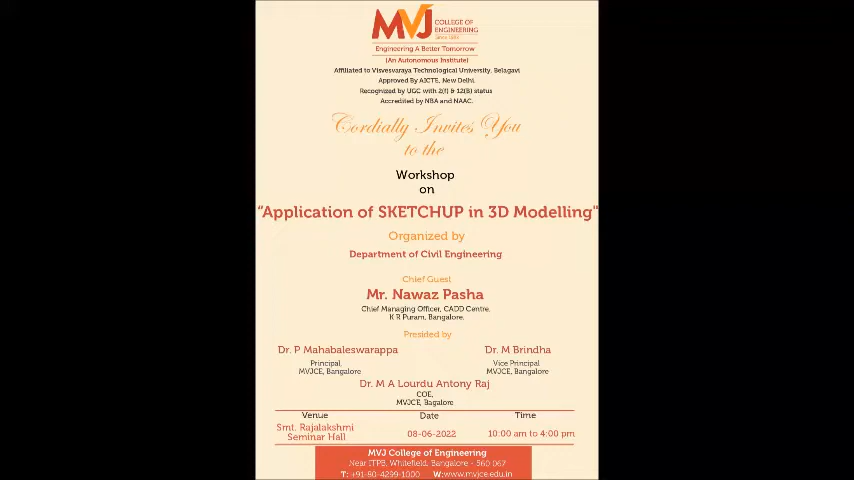 MVJ COLLEGE OF
ENGINEERING
Since 1982
Engineering A Better Tomorrow
(An Autonomous Institute)
Affiliated to Visvesvaraya Technological University, Belagavi
Approved By AICTE, New Delhi.
Recognized by UGC with 2(f) & 12(B) status
Accredited by NBA and NAAC.
Cordially Invites You
to the
Workshop
on
“Application of SKETCHUP in 3D Modelling"
Organized by
Department of Civil Engineering
Chief Guest
Mr. Nawaz Pasha
Chief Managing Officer, CADD Centre,
K R Puram, Bangalore.
Presided by
Dr. P Mahabaleswarappa Dr. M Brindha
Principal, Vice Principal
MVJCE, Bangalore MVJCE, Bangalore
Dr. M A Lourdu Antony Raj
COE,
MVJCE, Bagalore
Venue Date Time
Smt. Rajalakshmi
Seminar Hall 08-06-2022 10:00 am to 4:00 pm
MVJ College of Engineering
Near ITPB, Whitefield, Bangalore - 560 067
T: +91-80-4299-1000 W:www.mvjce.edu.in